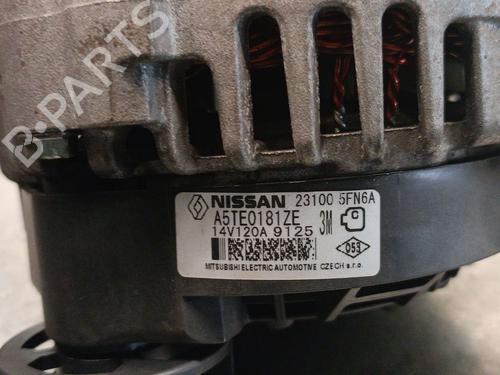 B-PARTS
NISSAN 23100 5FN6A
A5TE0181ZE 3M C
14V120A 9125
053
MITSUBISHI ELECTRIC AUTOMOTIVE CZECH s.r.o.